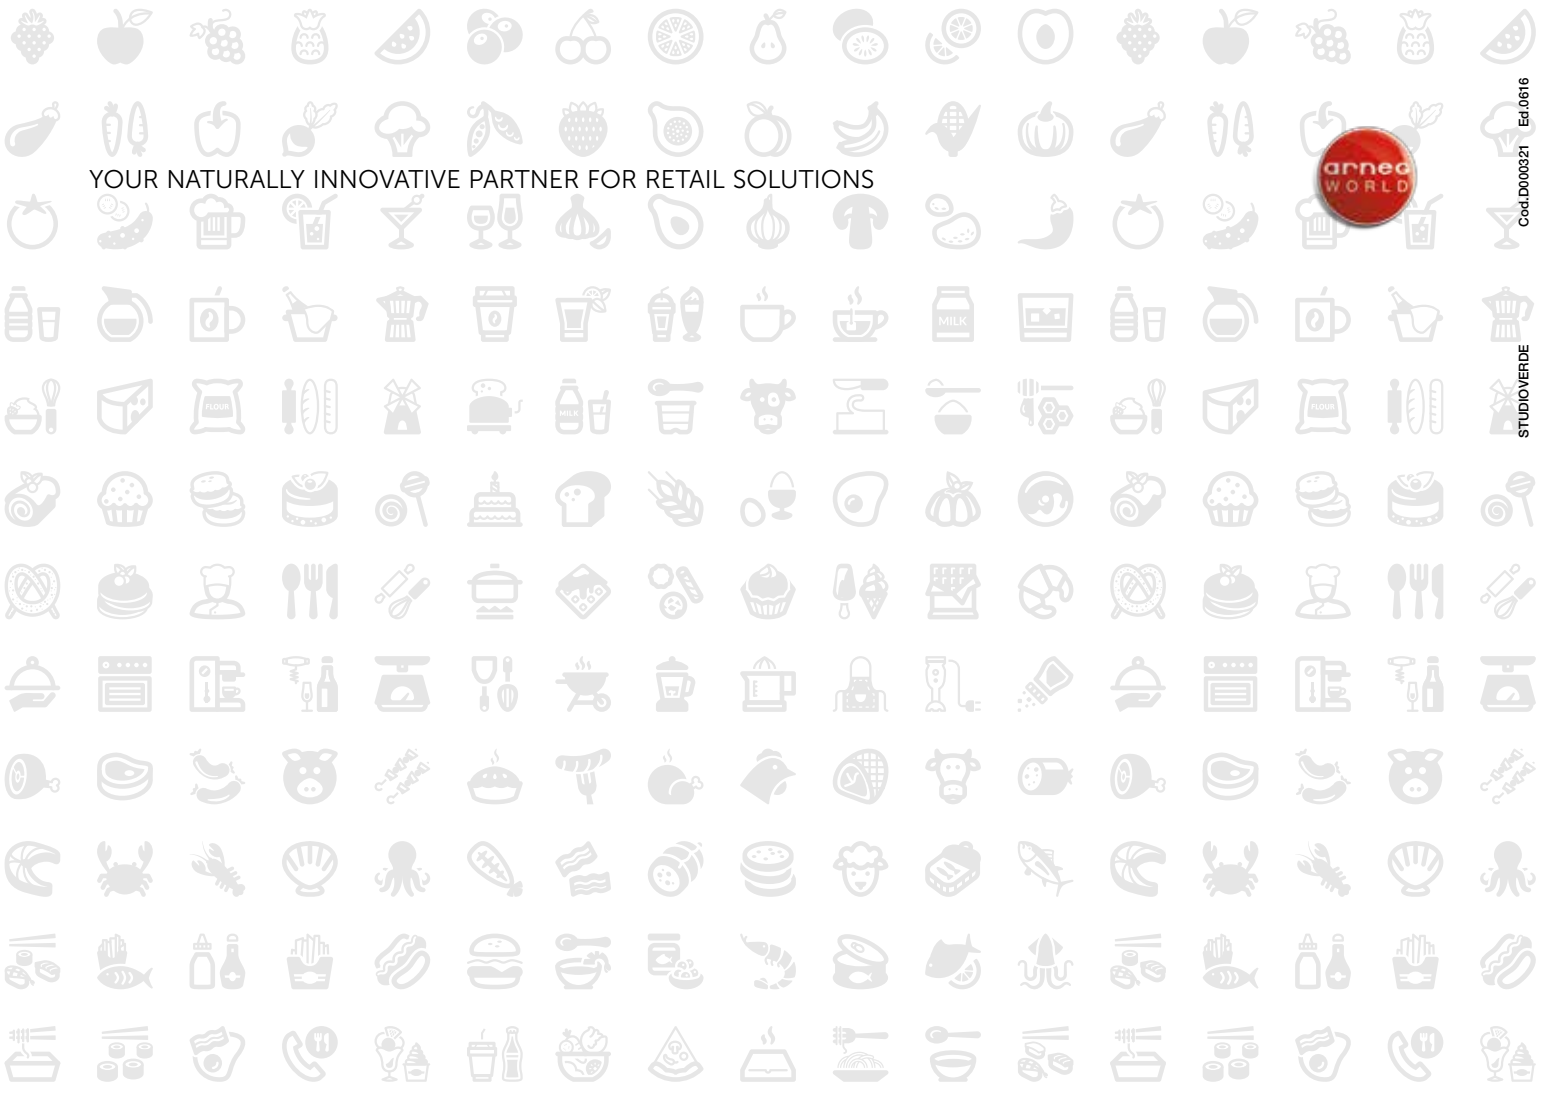 YOUR NATURALLY INNOVATIVE PARTNER FOR RETAIL SOLUTIONS
arneg
WORLD
Cod.D000321 Ed.0616
STUDIOVERDE
MILK
FLOUR
MILK
FLOUR